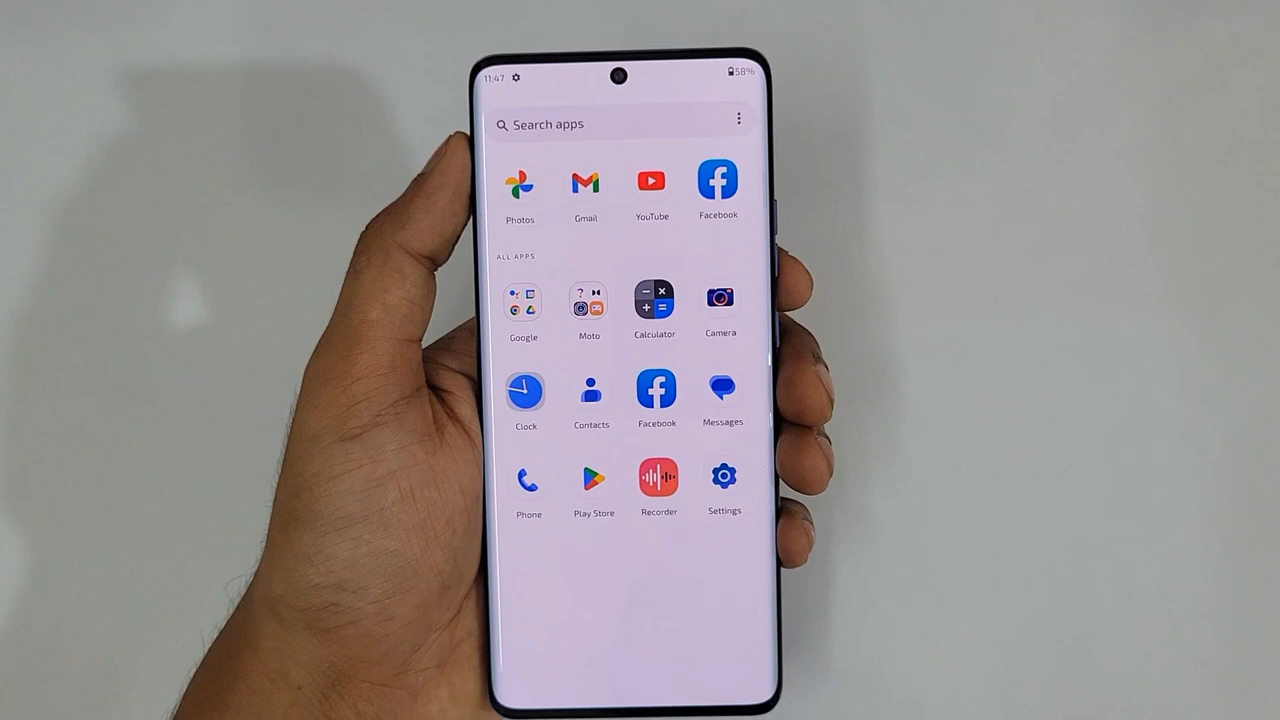 11:47 58%
Search apps
Photos Gmail YouTube Facebook
ALL APPS
Google Moto Calculator Camera
Clock Contacts Facebook Messages
Phone Play Store Recorder Settings